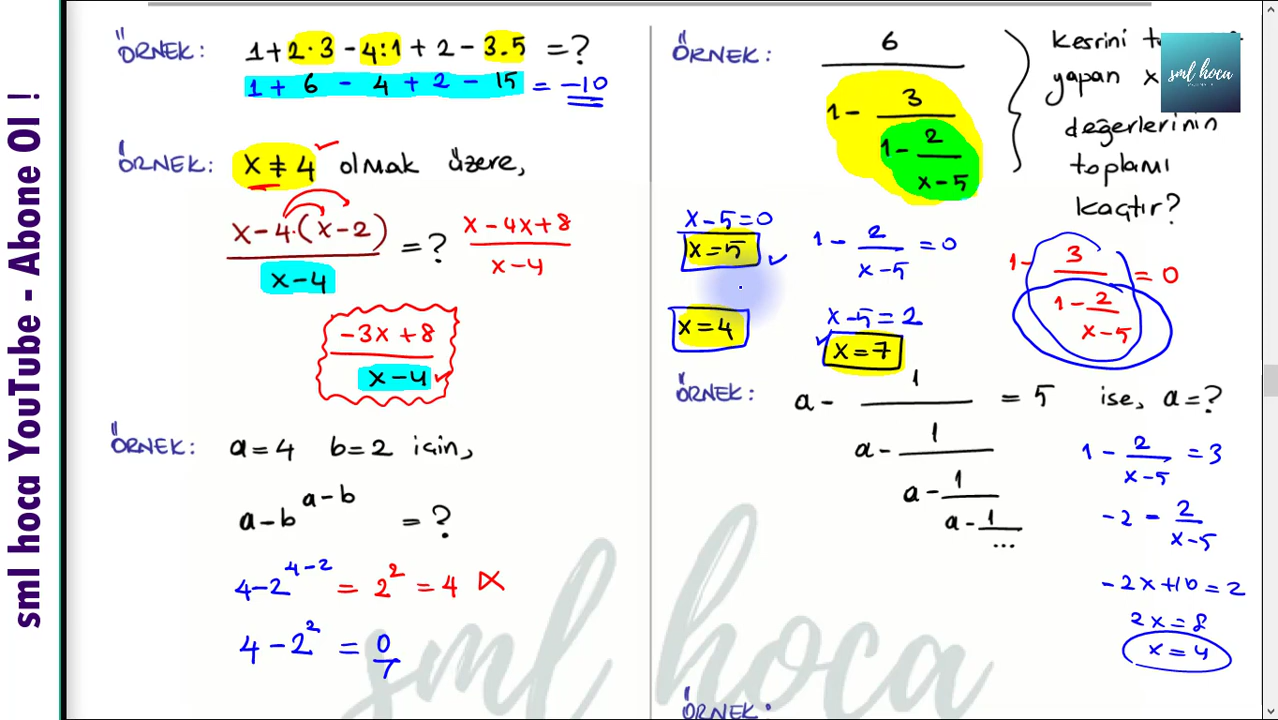 sml hoca YouTube - Abone Ol !
ÖRNEK: 1+2·3-4:1+2-3.5 =?
1+6-4+2-15 = -10
ÖRNEK: x≠4 olmak üzere,
x-4·(x-2) / x-4 = ? x-4x+8 / x-4
-3x+8 / x-4
ÖRNEK: a=4 b=2 için,
a-b^(a-b) = ?
4-2^(4-2) = 2^2 = 4
4-2^2 = 0
ÖRNEK: 6 / (1 - 3 / (1 - 2 / (x-5)))
kesrini
yapan x
değerlerinin
toplamı
kaçtır?
sml hoca
x-5=0
x=5
x=4
1 - 2 / (x-5) = 0
x-5=2
x=7
1 - 3 / (1 - 2 / (x-5)) = 0
ÖRNEK: a - 1 / (a - 1 / (a - 1 / (a - 1 / ...))) = 5 ise, a=?
1 - 2 / (x-5) = 3
-2 = 2 / (x-5)
-2x+10=2
2x=8
x=4
sml hoca
ÖRNEK: